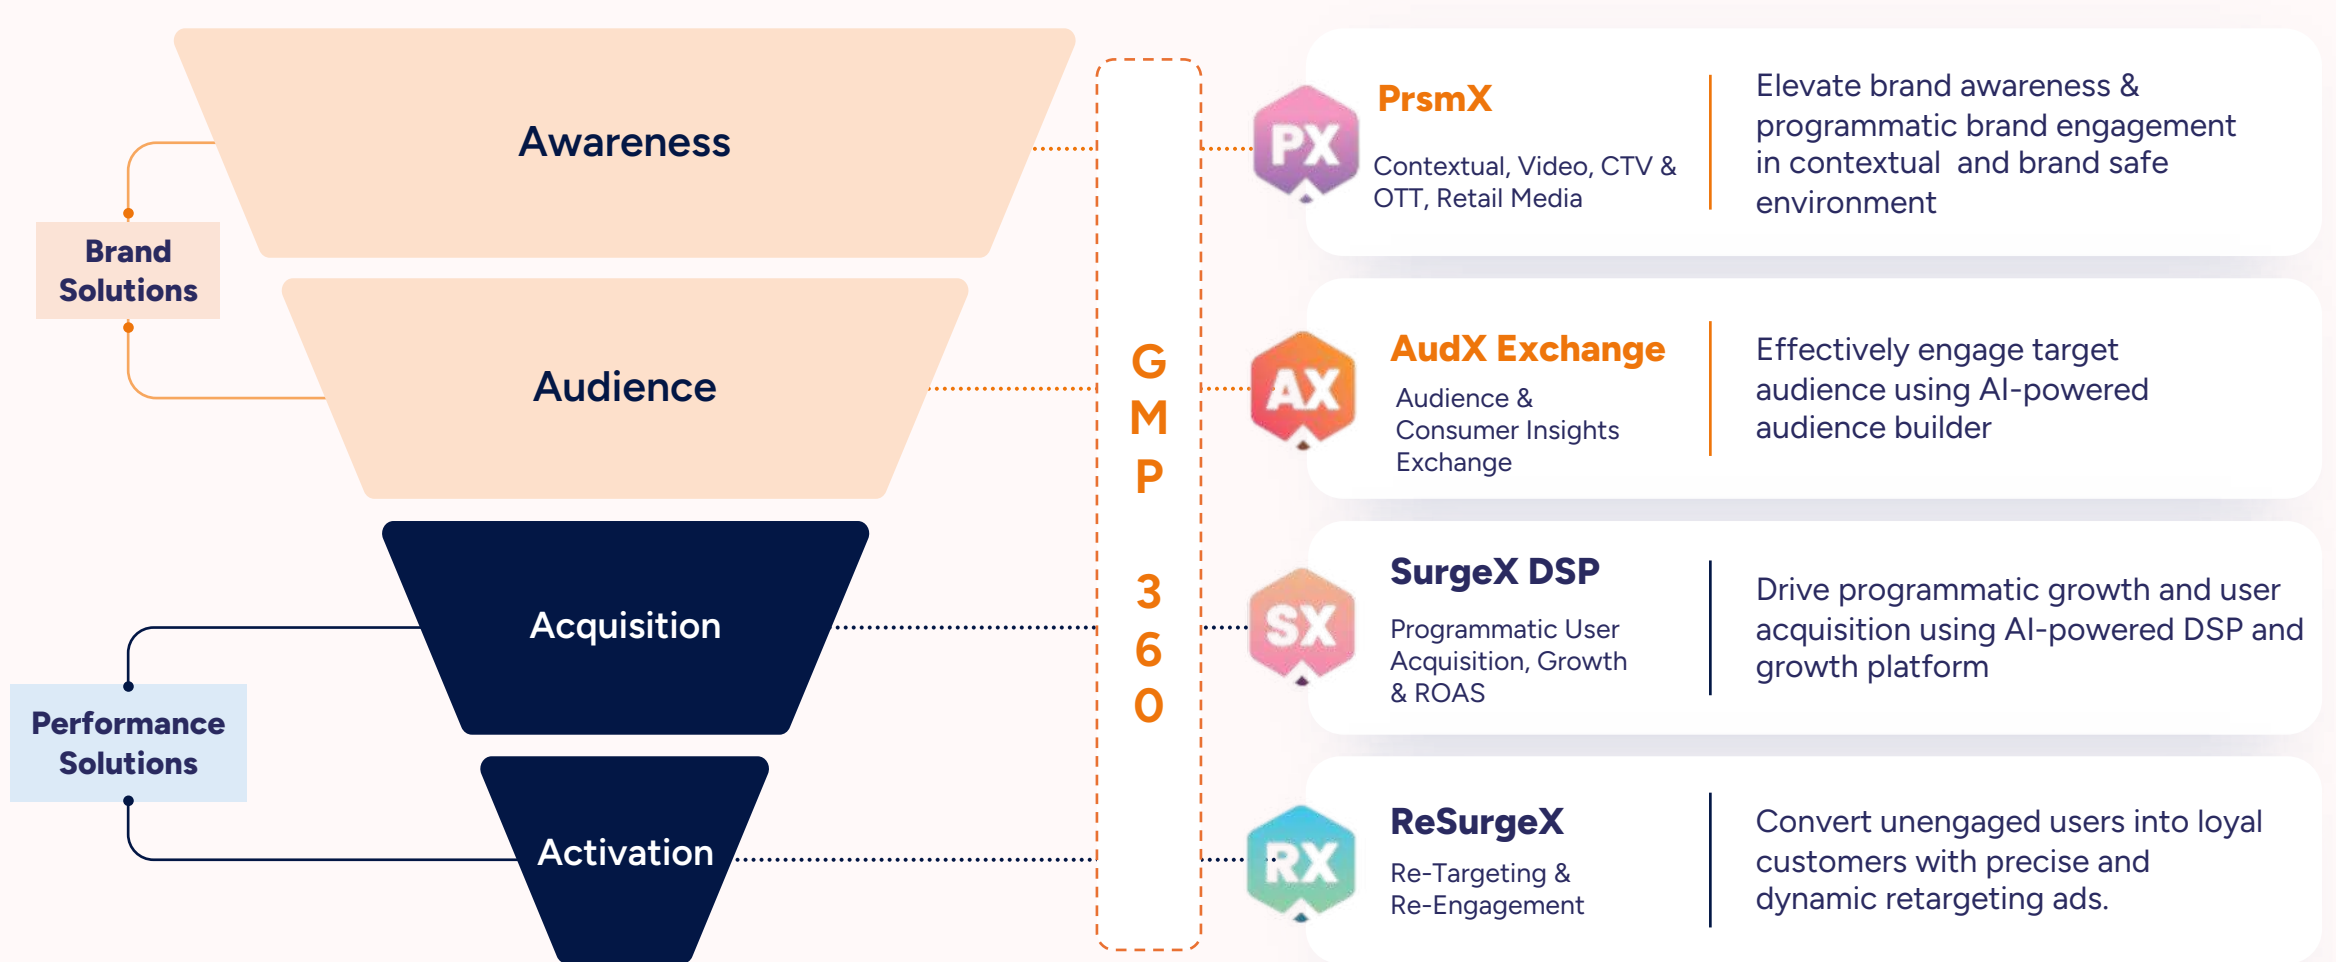 Awareness
Audience
Acquisition
Activation
Brand
Solutions
Performance
Solutions
G
M
P
3
6
0
PX
PrsmX
Contextual, Video, CTV &
OTT, Retail Media
Elevate brand awareness &
programmatic brand engagement
in contextual and brand safe
environment
AX
AudX Exchange
Audience &
Consumer Insights
Exchange
Effectively engage target
audience using AI-powered
audience builder
SX
SurgeX DSP
Programmatic User
Acquisition, Growth
& ROAS
Drive programmatic growth and user
acquisition using AI-powered DSP and
growth platform
RX
ReSurgeX
Re-Targeting &
Re-Engagement
Convert unengaged users into loyal
customers with precise and
dynamic retargeting ads.